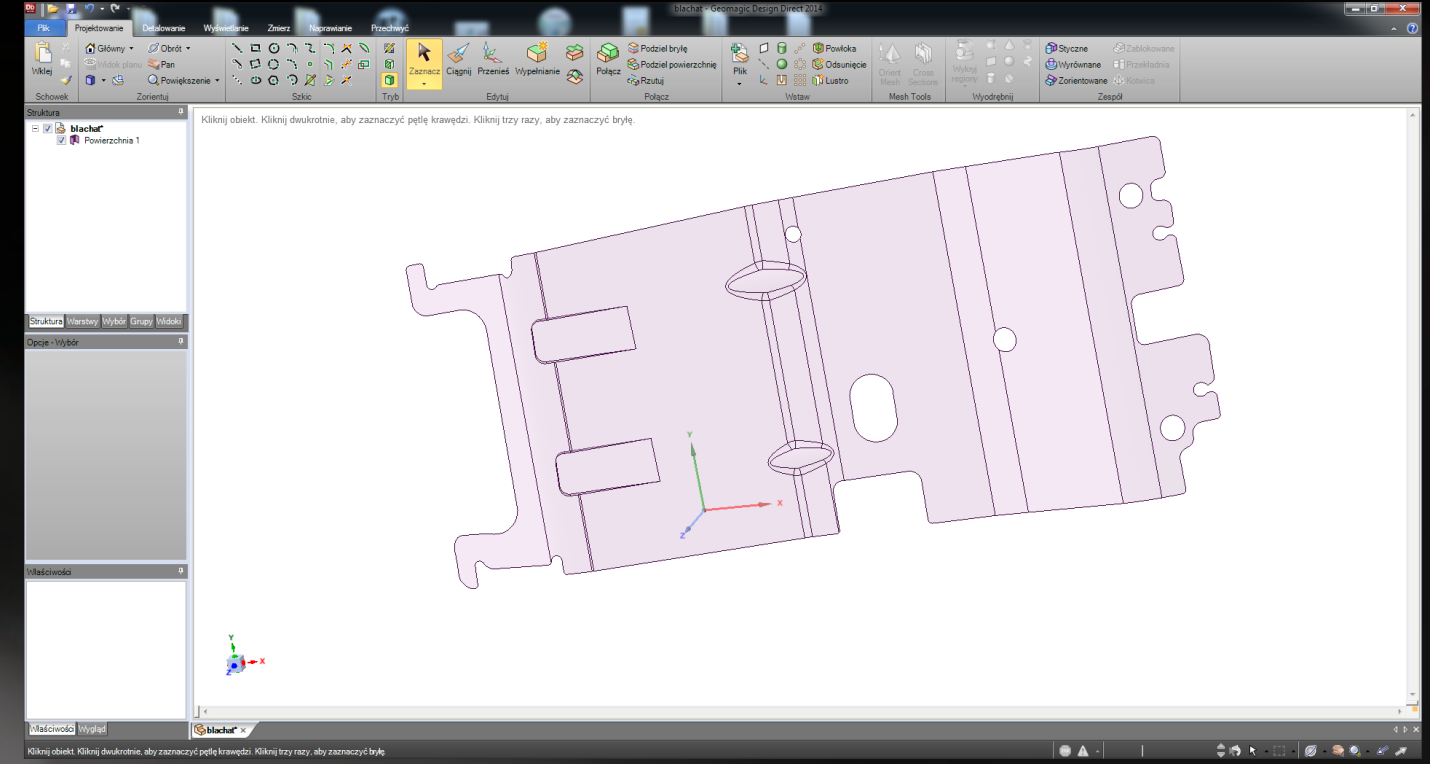 blachat - Geomagic Design Direct 2014
Plik Projektowanie Detalowanie Wyświetlanie Zmierz Naprawianie Przechwyć
Wklej
Główny Obrót
Widok planu Pan
Powiększenie
Zaznacz Ciągnij Przenieś Wypełnianie
Połącz
Podziel bryłę
Podziel powierzchnię
Rzutuj
Plik
Powłoka
Odsunięcie
Lustro
Orient Mesh
Cross Sections
Wykryj regiony
Styczne
Wyrównane
Zorientowane
Zablokowane
Przekładnia
Kotwica
Schowek Zorientuj Szkic Tryb Edytuj Połącz Wstaw Mesh Tools Wyodrębnij Zespół
Struktura
blachat*
Powierzchnia 1
Kliknij obiekt. Kliknij dwukrotnie, aby zaznaczyć pętlę krawędzi. Kliknij trzy razy, aby zaznaczyć bryłę.
Struktura Warstwy Wybór Grupy Widoki
Opcje - Wybór
Y
X
Z
Właściwości
Y
X
Z
Właściwości Wygląd
blachat*
Kliknij obiekt. Kliknij dwukrotnie, aby zaznaczyć pętlę krawędzi. Kliknij trzy razy, aby zaznaczyć bryłę.